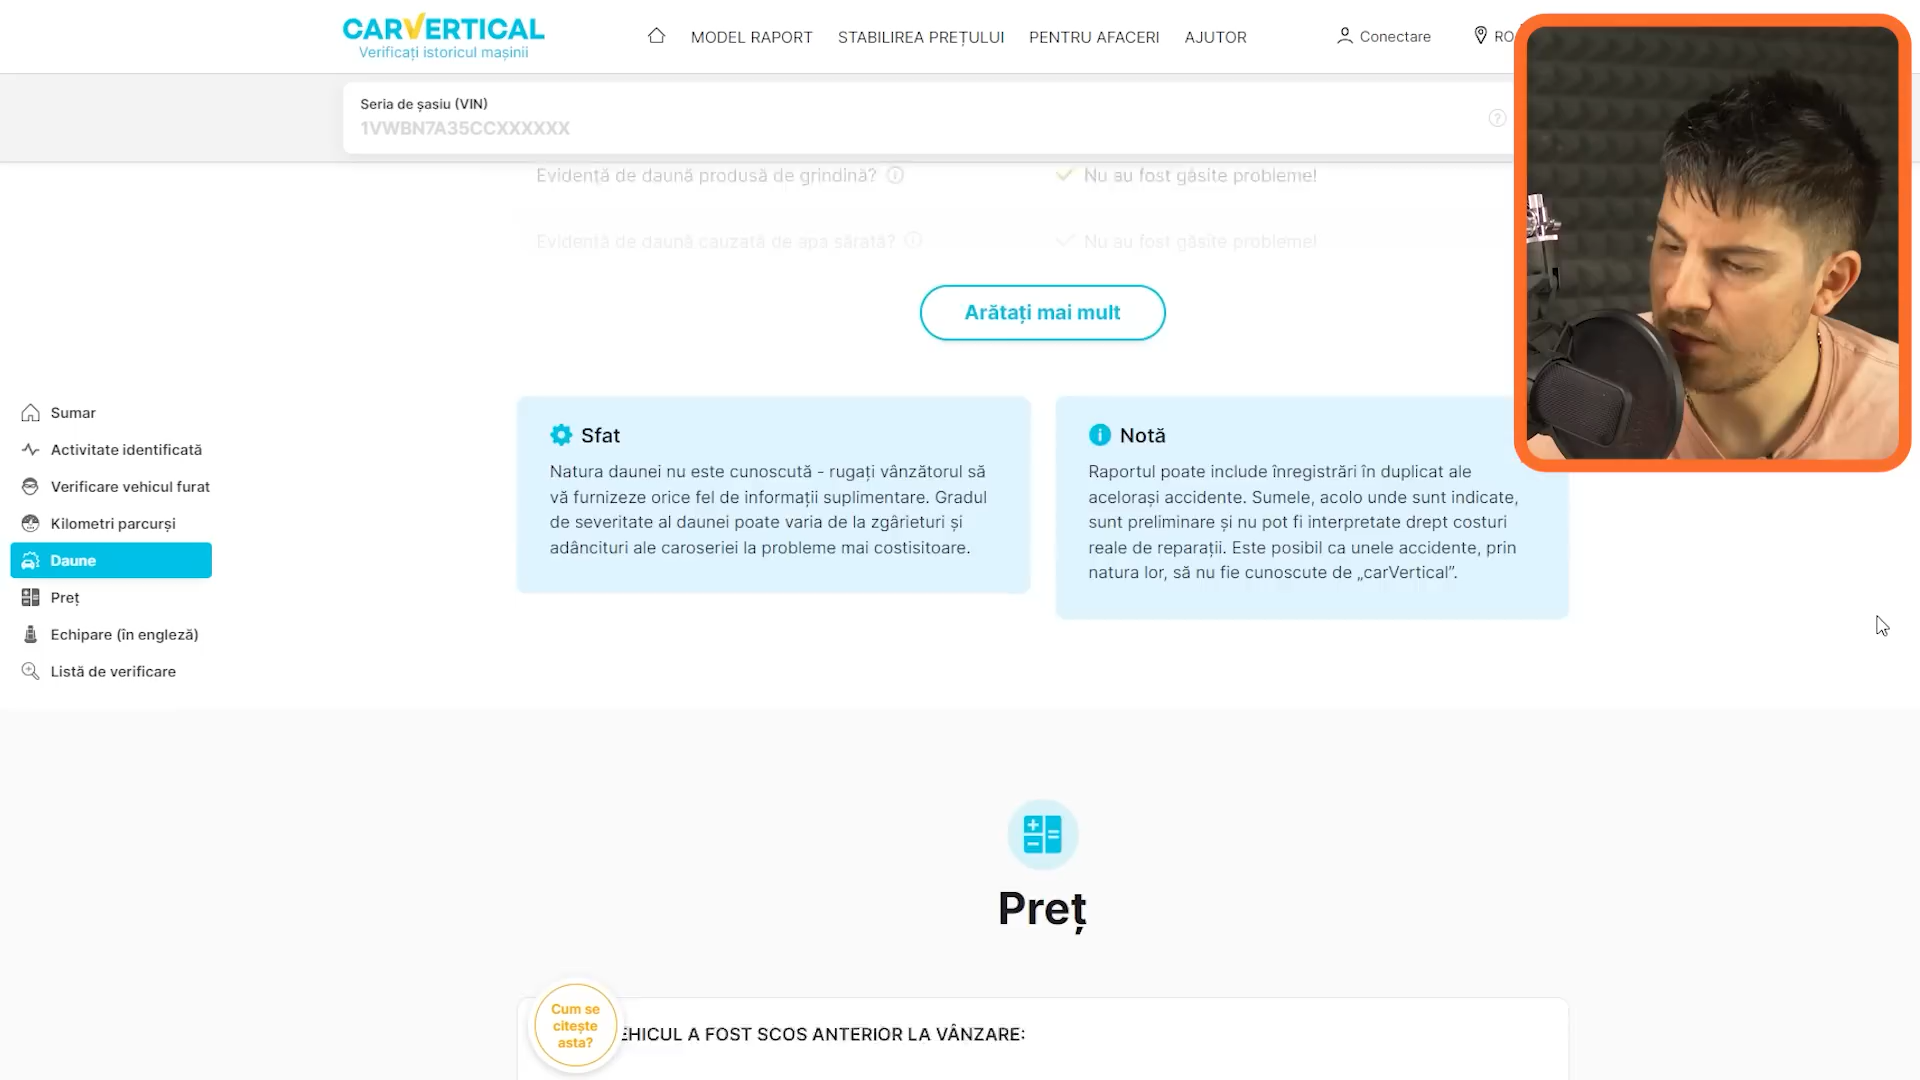 CARVERTICAL
Verificați istoricul mașinii
MODEL RAPORT
STABILIREA PREȚULUI
PENTRU AFACERI
AJUTOR
Conectare
RO
Seria de șasiu (VIN)
1VWBN7A35CCXXXXXX
Evidență de daună produsă de grindină?
Nu au fost găsite probleme!
Evidență de daună cauzată de apa sărată?
Nu au fost găsite probleme!
Arătați mai mult
Sumar
Activitate identificată
Verificare vehicul furat
Kilometri parcurși
Daune
Preț
Echipare (în engleză)
Listă de verificare
Sfat
Natura daunei nu este cunoscută - rugați vânzătorul să
vă furnizeze orice fel de informații suplimentare. Gradul
de severitate al daunei poate varia de la zgârieturi și
adâncituri ale caroseriei la probleme mai costisitoare.
Notă
Raportul poate include înregistrări în duplicat ale
acelorași accidente. Sumele, acolo unde sunt indicate,
sunt preliminare și nu pot fi interpretate drept costuri
reale de reparații. Este posibil ca unele accidente, prin
natura lor, să nu fie cunoscute de „carVertical”.
Preț
Cum se
citește
asta?
EHICUL A FOST SCOS ANTERIOR LA VÂNZARE: